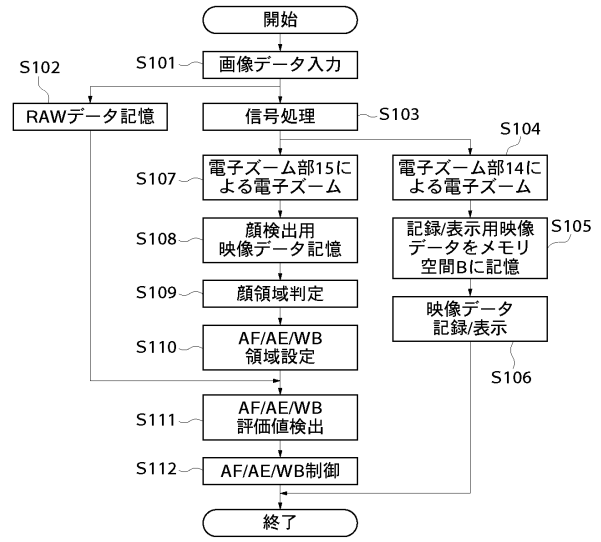 開始
S101
画像データ入力
S102
RAWデータ記憶
信号処理
S103
S104
S107
電子ズーム部15に
よる電子ズーム
電子ズーム部14に
よる電子ズーム
S108
顔検出用
映像データ記憶
記録/表示用映像
データをメモリ
空間Bに記憶
S105
S109
顔領域判定
S110
AF/AE/WB
領域設定
映像データ
記録/表示
S106
S111
AF/AE/WB
評価値検出
S112
AF/AE/WB制御
終了